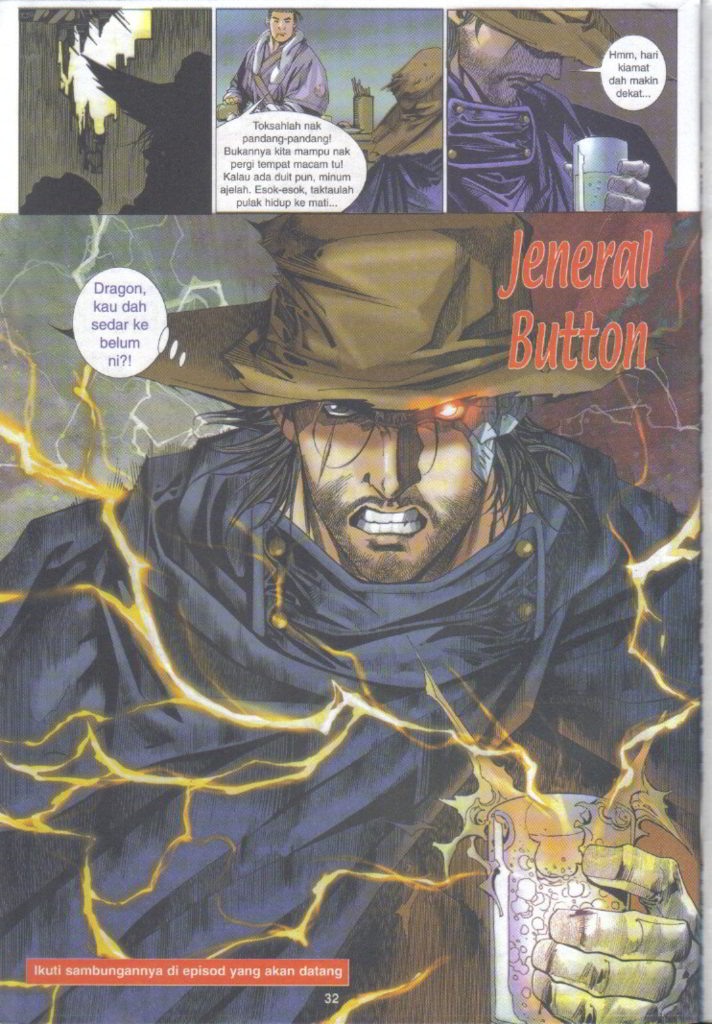 Toksahlah nak
pandang-pandang!
Bukannya kita mampu nak
pergi tempat macam tu!
Kalau ada duit pun, minum
ajelah. Esok-esok, taktaulah
pulak hidup ke mati...
Hmm, hari
kiamat
dah makin
dekat...
Jeneral
Button
Dragon,
kau dah
sedar ke
belum
ni?!
Ikuti sambungannya di episod yang akan datang
32